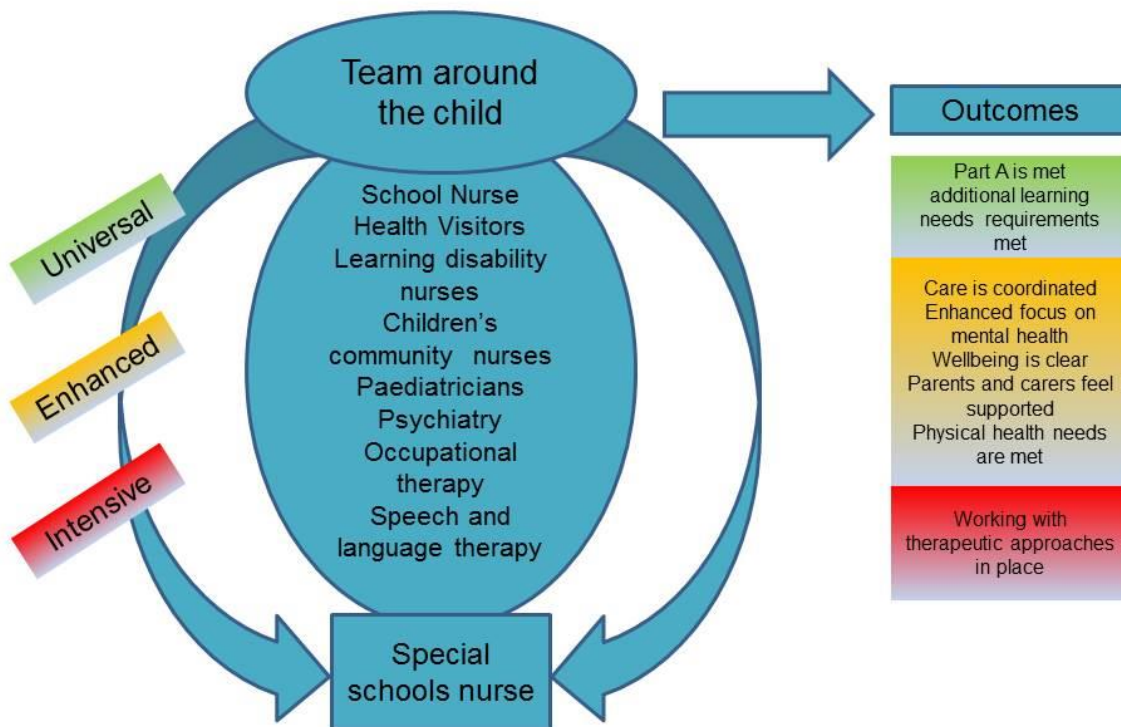 Team around
the child
Outcomes
Universal
Enhanced
Intensive
School Nurse
Health Visitors
Learning disability
nurses
Children's
community nurses
Paediatricians
Psychiatry
Occupational
therapy
Speech and
language therapy
Special
schools nurse
Part A is met
additional learning
needs requirements
met
Care is coordinated
Enhanced focus on
mental health
Wellbeing is clear
Parents and carers feel
supported
Physical health needs
are met
Working with
therapeutic approaches
in place